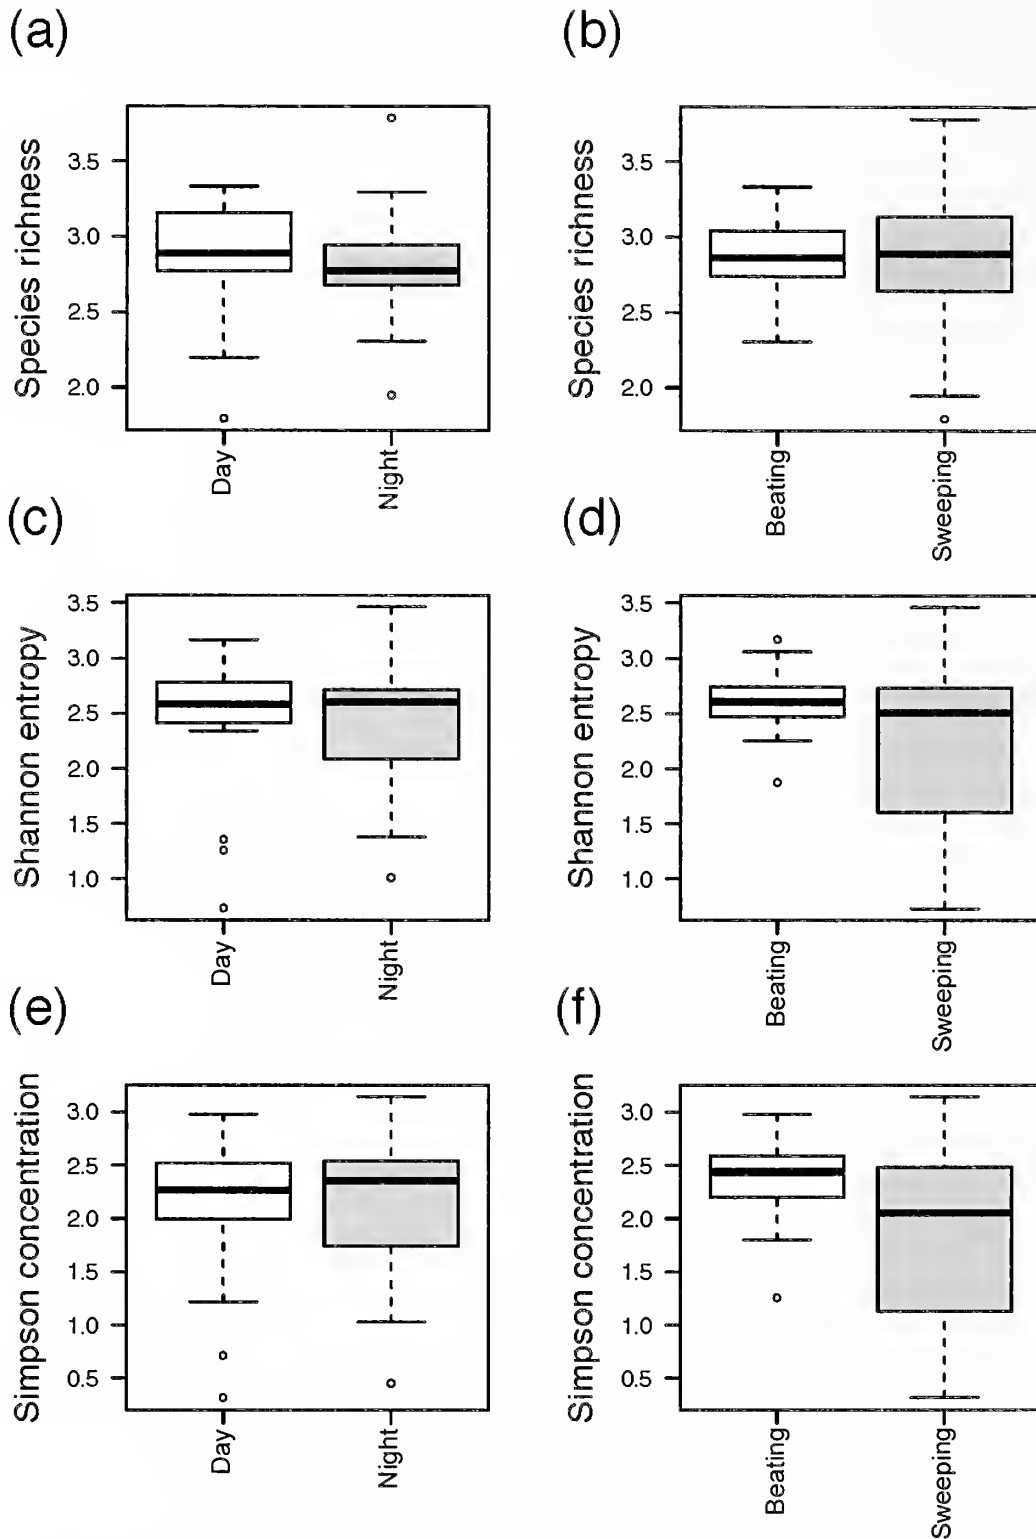 (a)
Species richness
3.5
3.0
2.5
2.0
Day
Night
(b)
Species richness
3.5
3.0
2.5
2.0
Beating
Sweeping
(c)
Shannon entropy
3.5
3.0
2.5
2.0
1.5
1.0
Day
Night
(d)
Shannon entropy
3.5
3.0
2.5
2.0
1.5
1.0
Beating
Sweeping
(e)
Simpson concentration
3.0
2.5
2.0
1.5
1.0
0.5
Day
Night
(f)
Simpson concentration
3.0
2.5
2.0
1.5
1.0
0.5
Beating
Sweeping